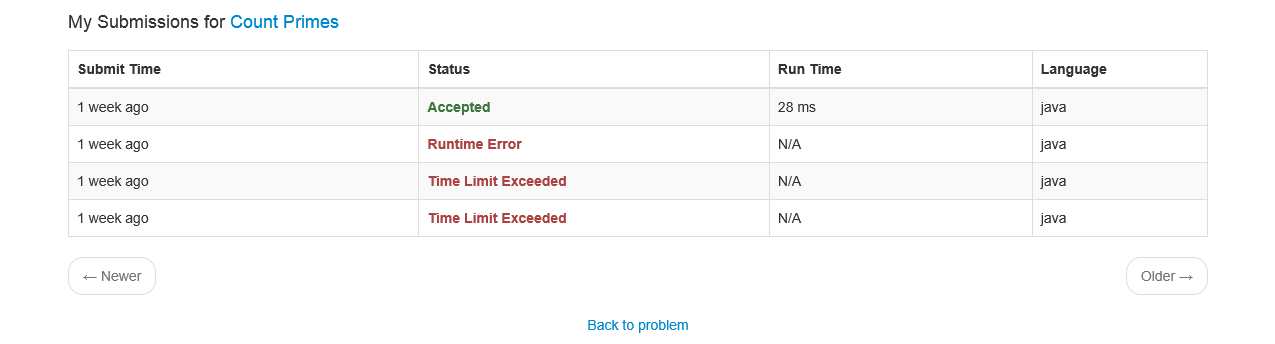 My Submissions for Count Primes
Submit Time Status Run Time Language
1 week ago Accepted 28 ms java
1 week ago Runtime Error N/A java
1 week ago Time Limit Exceeded N/A java
1 week ago Time Limit Exceeded N/A java
← Newer Older →
Back to problem